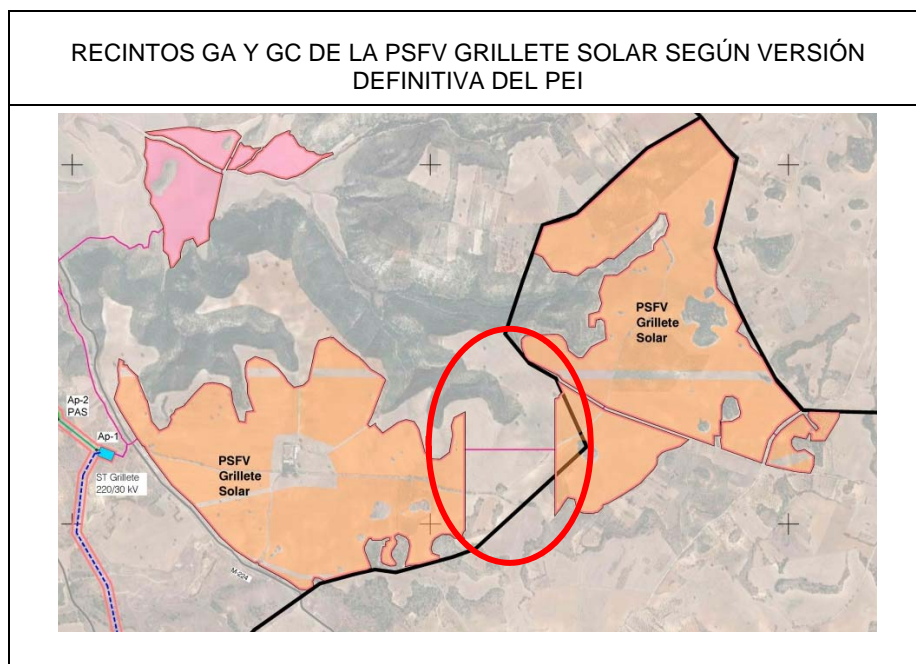 RECINTOS GA Y GC DE LA PSFV GRILLETE SOLAR SEGÚN VERSIÓN
DEFINITIVA DEL PEI
PSFV
Grillete
Solar
Ap-2
PAS
Ap-1
PSFV
Grillete
Solar
ST Grillete
220/30 kV
M-224